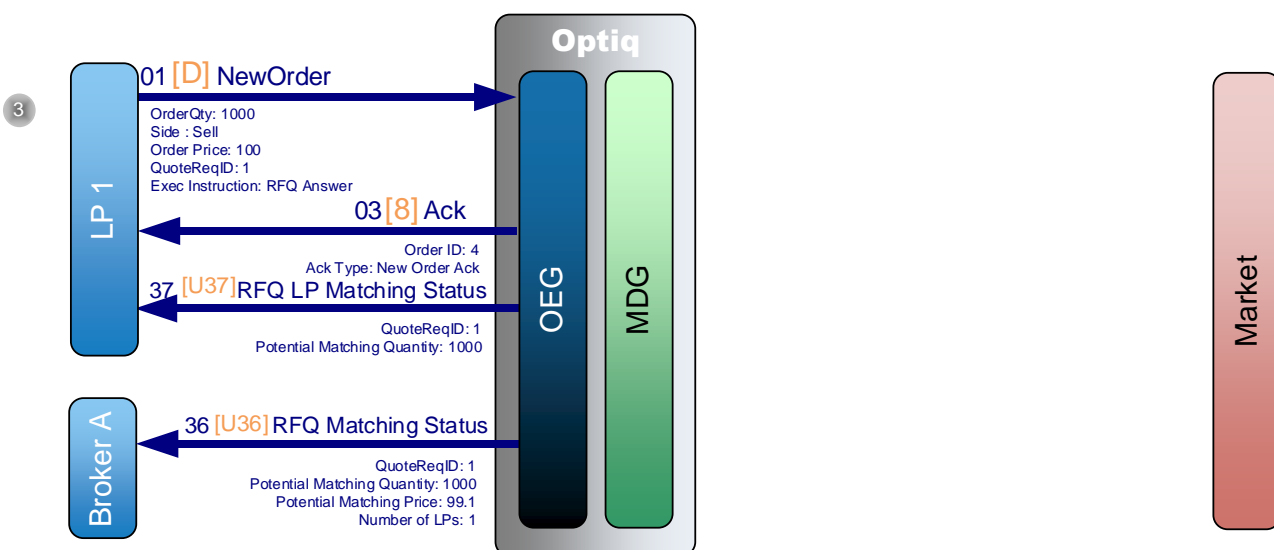 Optiq
3
01 [D] NewOrder
OrderQty: 1000
Side : Sell
Order Price: 100
QuoteReqID: 1
Exec Instruction: RFQ Answer
LP 1
03 [8] Ack
Order ID: 4
Ack Type: New Order Ack
37 [U37]RFQ LP Matching Status
QuoteReqID: 1
Potential Matching Quantity: 1000
OEG
MDG
Market
Broker A
36 [U36] RFQ Matching Status
QuoteReqID: 1
Potential Matching Quantity: 1000
Potential Matching Price: 99.1
Number of LPs: 1